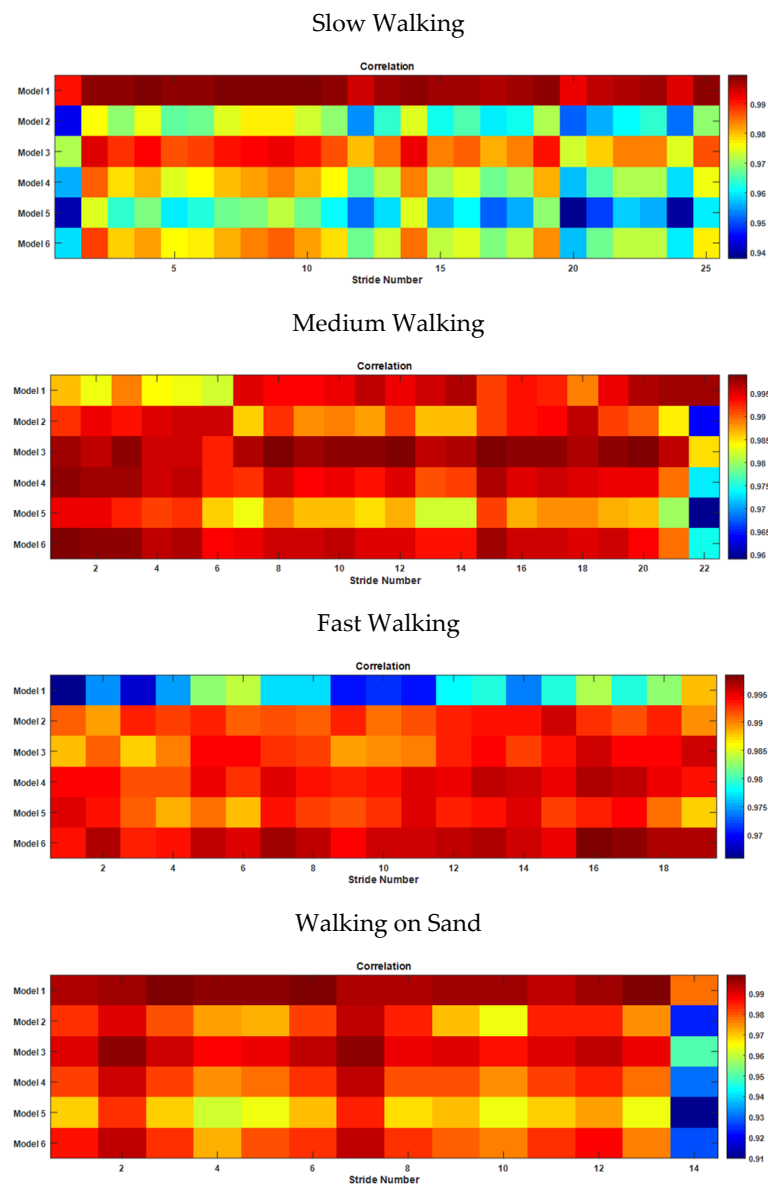 Slow Walking
Correlation
Model 1
Model 2
Model 3
Model 4
Model 5
Model 6
5 10 15 20 25
Stride Number
0.99
0.98
0.97
0.96
0.95
0.94
Medium Walking
Correlation
Model 1
Model 2
Model 3
Model 4
Model 5
Model 6
2 4 6 8 10 12 14 16 18 20 22
Stride Number
0.995
0.99
0.985
0.98
0.975
0.97
0.965
0.96
Fast Walking
Correlation
Model 1
Model 2
Model 3
Model 4
Model 5
Model 6
2 4 6 8 10 12 14 16 18
Stride Number
0.995
0.99
0.985
0.98
0.975
0.97
Walking on Sand
Correlation
Model 1
Model 2
Model 3
Model 4
Model 5
Model 6
2 4 6 8 10 12 14
Stride Number
0.99
0.98
0.97
0.96
0.95
0.94
0.93
0.92
0.91